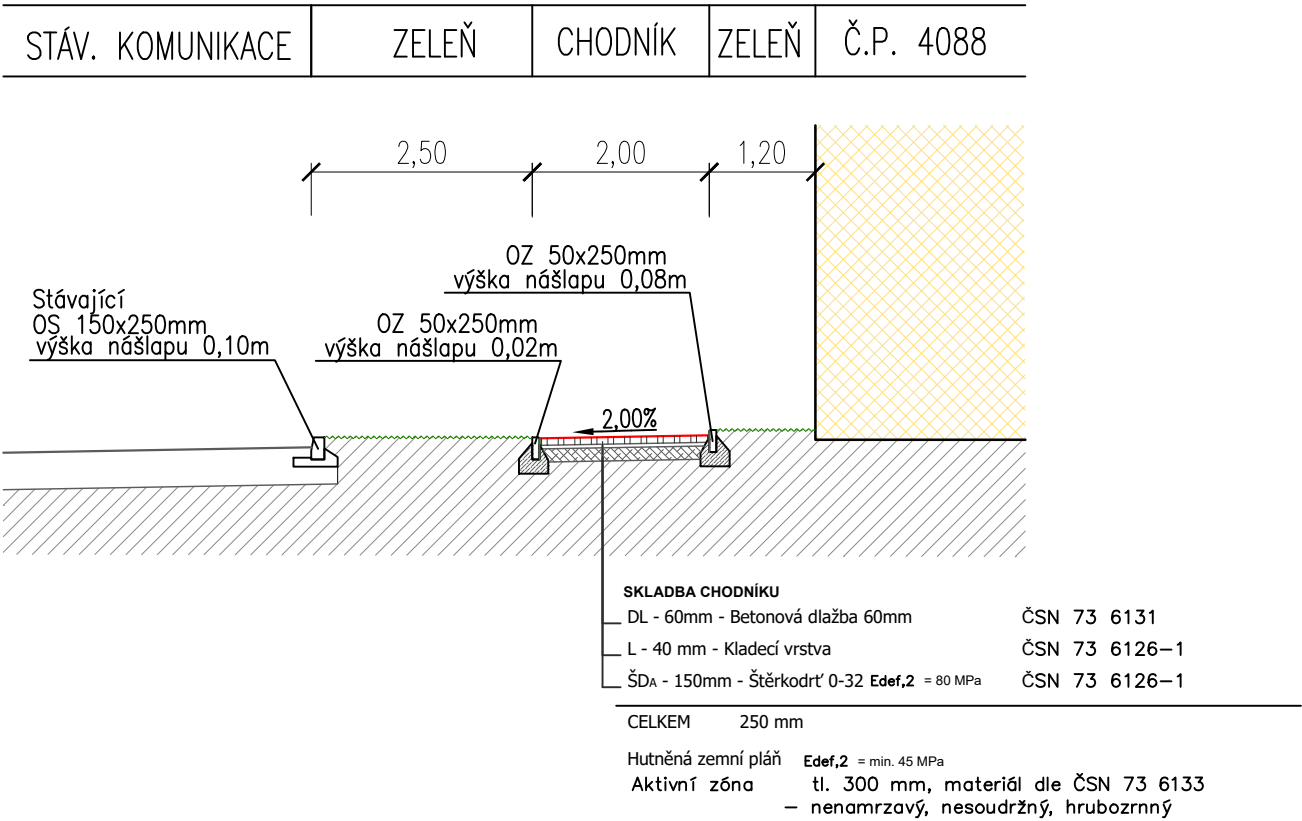 STÁV. KOMUNIKACE ZELEŇ CHODNÍK ZELEŇ Č.P. 4088
2,50 2,00 1,20
OZ 50x250mm
výška nášlapu 0,08m
Stávající
OS 150x250mm
výška nášlapu 0,10m
OZ 50x250mm
výška nášlapu 0,02m
2,00%
SKLADBA CHODNÍKU
DL - 60mm - Betonová dlažba 60mm ČSN 73 6131
L - 40 mm - Kladecí vrstva ČSN 73 6126-1
ŠDA - 150mm - Štěrkodrť 0-32 Edef,2 = 80 MPa ČSN 73 6126-1
CELKEM 250 mm
Hutněná zemní pláň Edef,2 = min. 45 MPa
Aktivní zóna tl. 300 mm, materiál dle ČSN 73 6133
- nenamrzavý, nesoudržný, hrubozrnný